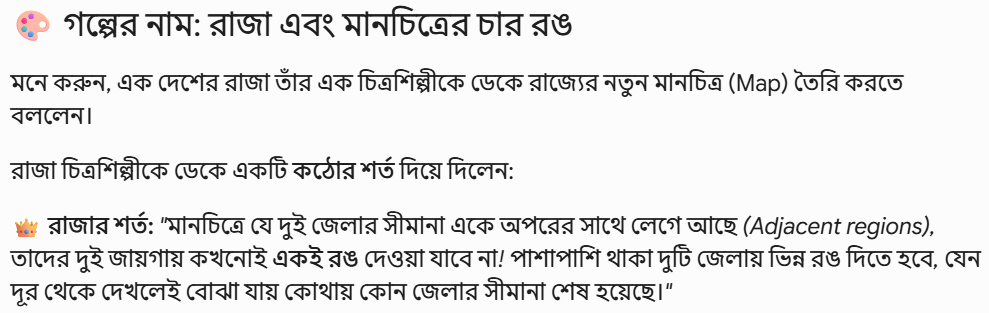 🎨 গল্পের নাম: রাজা এবং মানচিত্রের চার রঙ
মনে করুন, এক দেশের রাজা তাঁর এক চিত্রশিল্পীকে ডেকে রাজ্যের নতুন মানচিত্র (Map) তৈরি করতে
বললেন।
রাজা চিত্রশিল্পীকে ডেকে একটি কঠোর শর্ত দিয়ে দিলেন:
👑 রাজার শর্ত: "মানচিত্রে যে দুই জেলার সীমানা একে অপরের সাথে লেগে আছে (Adjacent regions),
তাদের দুই জায়গায় কখনোই একই রঙ দেওয়া যাবে না! পাশাপাশি থাকা দুটি জেলায় ভিন্ন রঙ দিতে হবে, যেন
দূর থেকে দেখলেই বোঝা যায় কোথায় কোন জেলার সীমানা শেষ হয়েছে।"